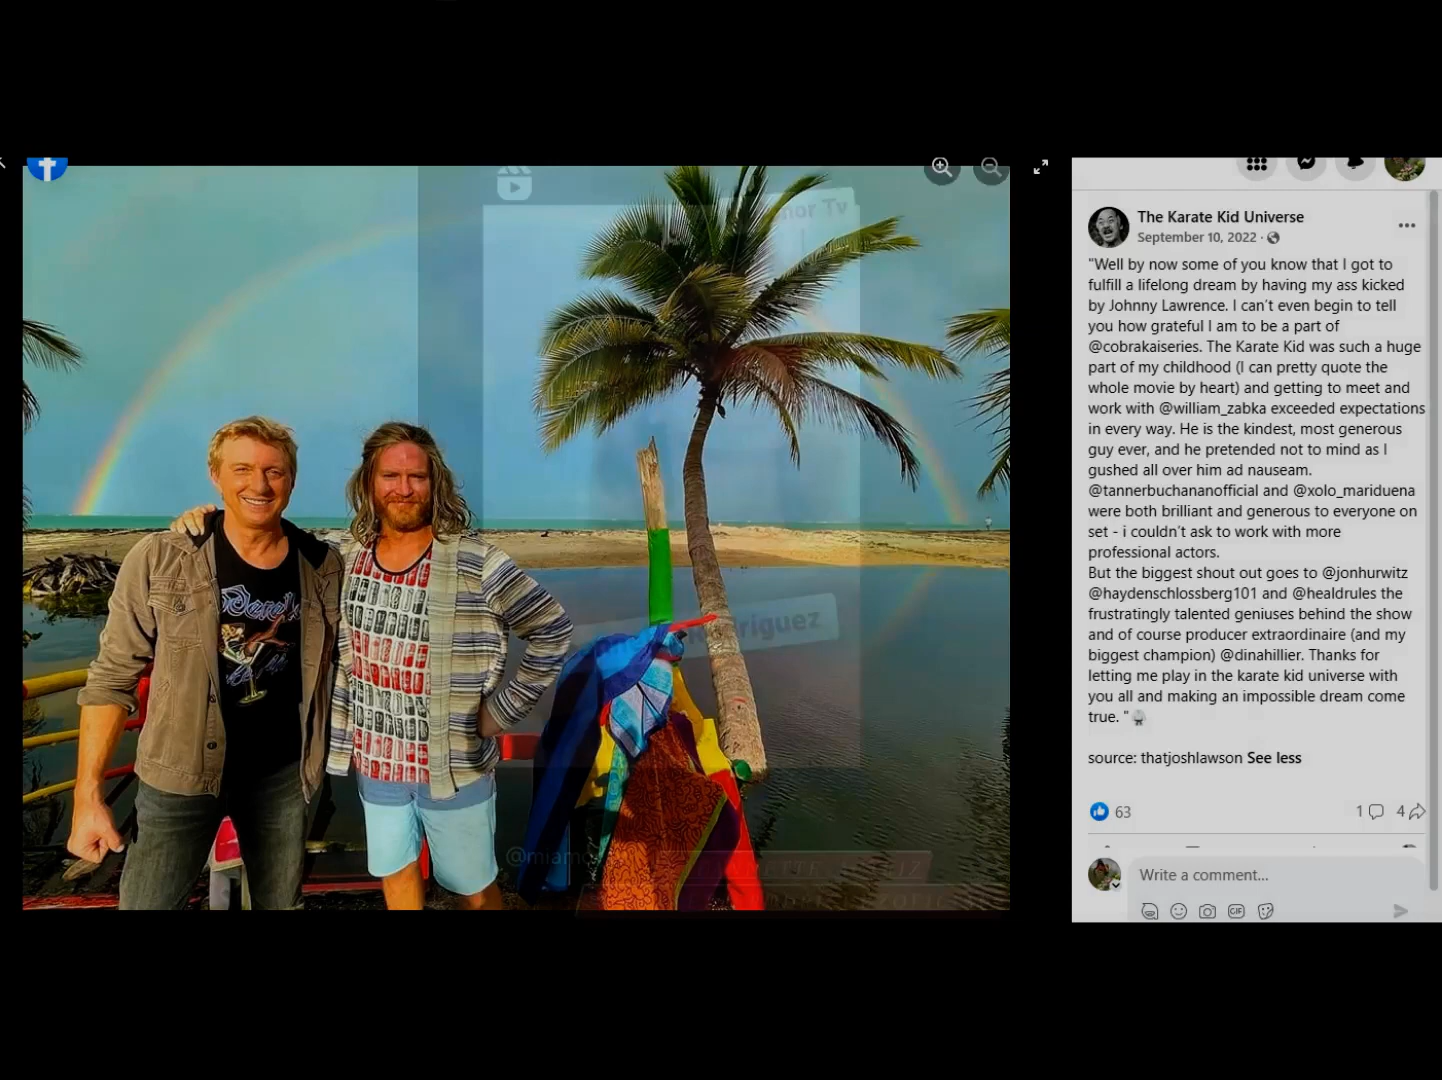 nor Tv
riguez
@miamo
The Karate Kid Universe
September 10, 2022 ·
"Well by now some of you know that I got to
fulfill a lifelong dream by having my ass kicked
by Johnny Lawrence. I can't even begin to tell
you how grateful I am to be a part of
@cobrakaiseries. The Karate Kid was such a huge
part of my childhood (I can pretty quote the
whole movie by heart) and getting to meet and
work with @william_zabka exceeded expectations
in every way. He is the kindest, most generous
guy ever, and he pretended not to mind as I
gushed all over him ad nauseam.
@tannerbuchananofficial and @xolo_mariduena
were both brilliant and generous to everyone on
set - i couldn't ask to work with more
professional actors.
But the biggest shout out goes to @jonhurwitz
@haydenschlossberg101 and @healdrules the
frustratingly talented geniuses behind the show
and of course producer extraordinaire (and my
biggest champion) @dinahillier. Thanks for
letting me play in the karate kid universe with
you all and making an impossible dream come
true. "
source: thatjoshlawson See less
63 1 4
Write a comment...
GIF